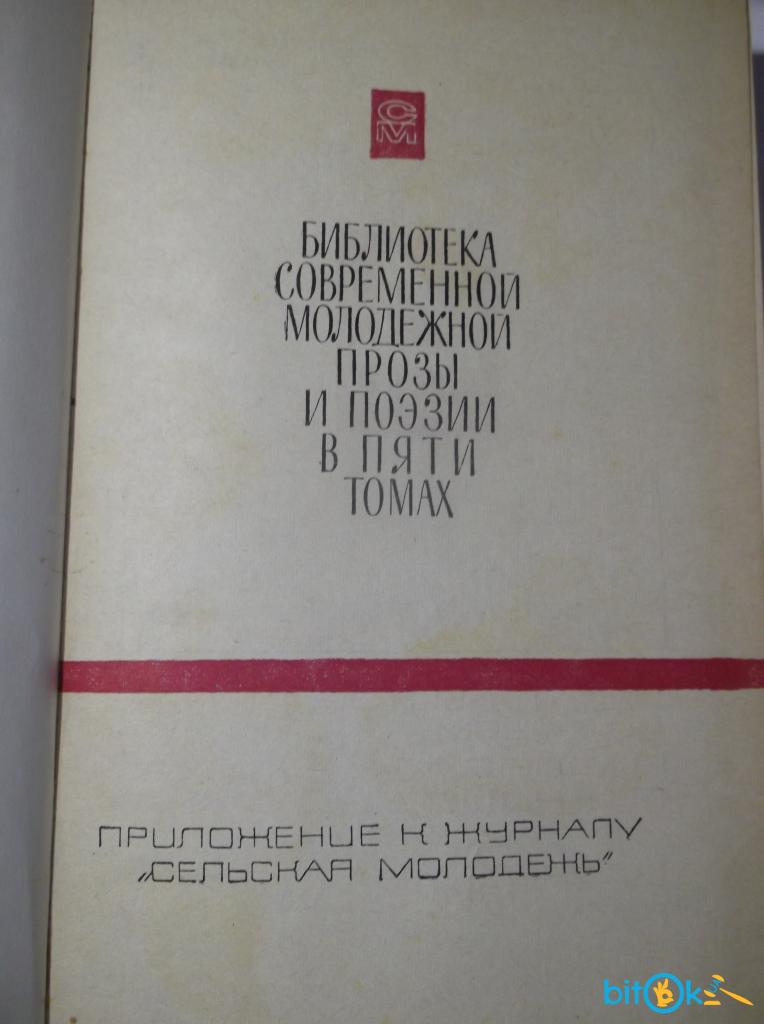 СМ
БИБЛИОТЕКА
СОВРЕМЕННОЙ
МОЛОДЕЖНОЙ
ПРОЗЫ
И ПОЭЗИИ
В ПЯТИ
ТОМАХ
ПРИЛОЖЕНИЕ К ЖУРНАЛУ
„СЕЛЬСКАЯ МОЛОДЕЖЬ"
bitOk